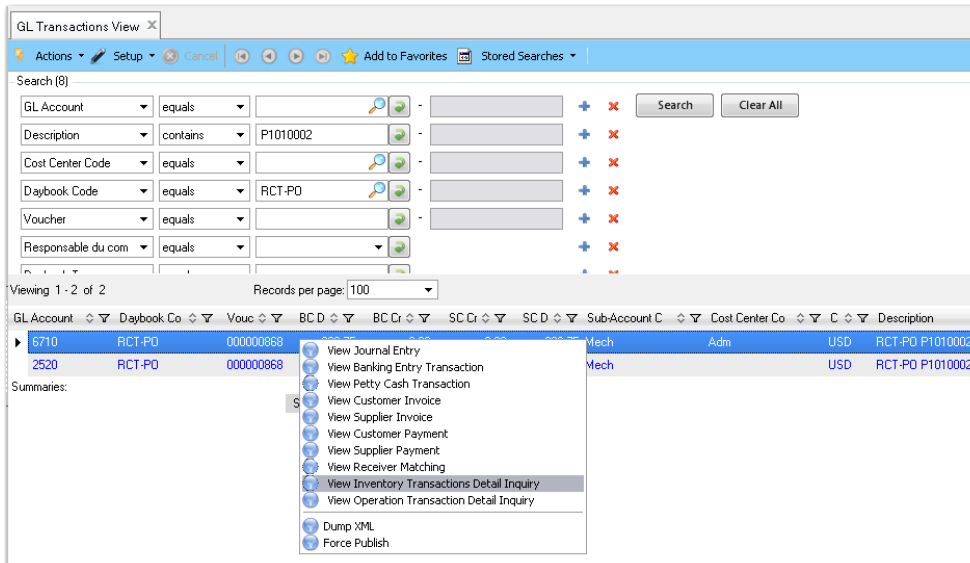 GL Transactions View
Actions Setup Cancel Add to Favorites Stored Searches
Search (8)
GL Account equals - Search Clear All
Description contains P1010002 -
Cost Center Code equals -
Daybook Code equals RCT-PO -
Voucher equals -
Responsable du com equals
Viewing 1 - 2 of 2 Records per page: 100
GL Account Daybook Co Vouc BC D BC Cr SC Cr SC D Sub-Account C Cost Center Co C Description
6710 RCT-PO 000000868 Mech Adm USD RCT-PO P1010002
2520 RCT-PO 000000868 Mech USD RCT-PO P1010002
Summaries:
S
View Journal Entry
View Banking Entry Transaction
View Petty Cash Transaction
View Customer Invoice
View Supplier Invoice
View Customer Payment
View Supplier Payment
View Receiver Matching
View Inventory Transactions Detail Inquiry
View Operation Transaction Detail Inquiry
Dump XML
Force Publish